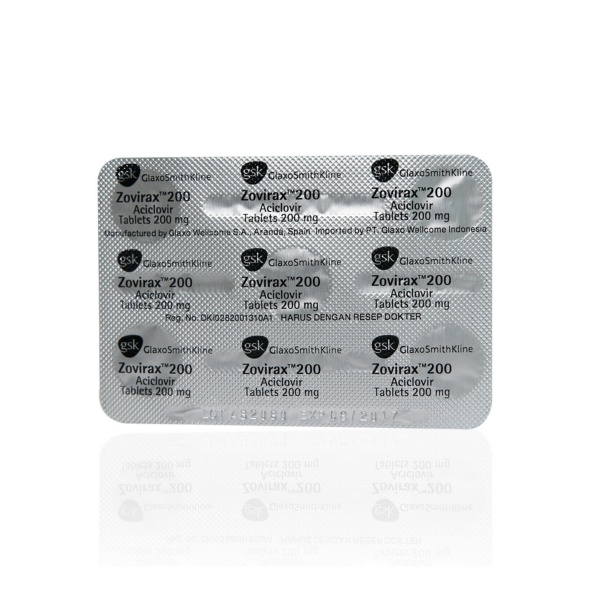 gsk GlaxoSmithKline gsk GlaxoSmithKline gsk GlaxoSmithKline
Zovirax™200 Zovirax™200 Zovirax™200
Aciclovir Aciclovir Aciclovir
Tablets 200 mg Tablets 200 mg Tablets 200 mg
Manufactured by Glaxo Wellcome S.A., Aranda, Spain Imported by PT. Glaxo Wellcome Indonesia
gsk GlaxoSmithKline gsk GlaxoSmithKline gsk GlaxoSmithKline
Zovirax™200 Zovirax™200 Zovirax™200
Aciclovir Aciclovir Aciclovir
Tablets 200 mg Tablets 200 mg Tablets 200 mg
Reg. No. DKI0282001310A1 HARUS DENGAN RESEP DOKTER
gsk GlaxoSmithKline gsk GlaxoSmithKline gsk GlaxoSmithKline
Zovirax™200 Zovirax™200 Zovirax™200
Aciclovir Aciclovir Aciclovir
Tablets 200 mg Tablets 200 mg Tablets 200 mg